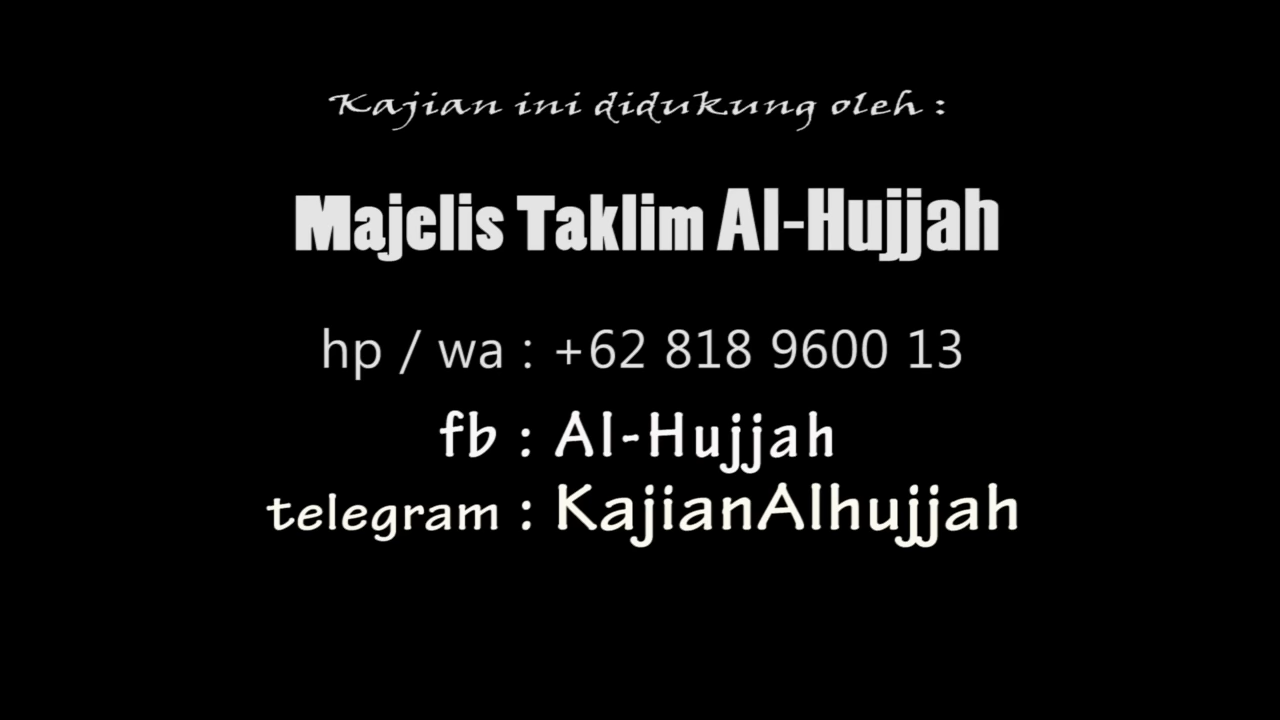 Kajian ini didukung oleh :
Majelis Taklim Al-Hujjah
hp / wa : +62 818 9600 13
fb : Al-Hujjah
telegram : KajianAlhujjah